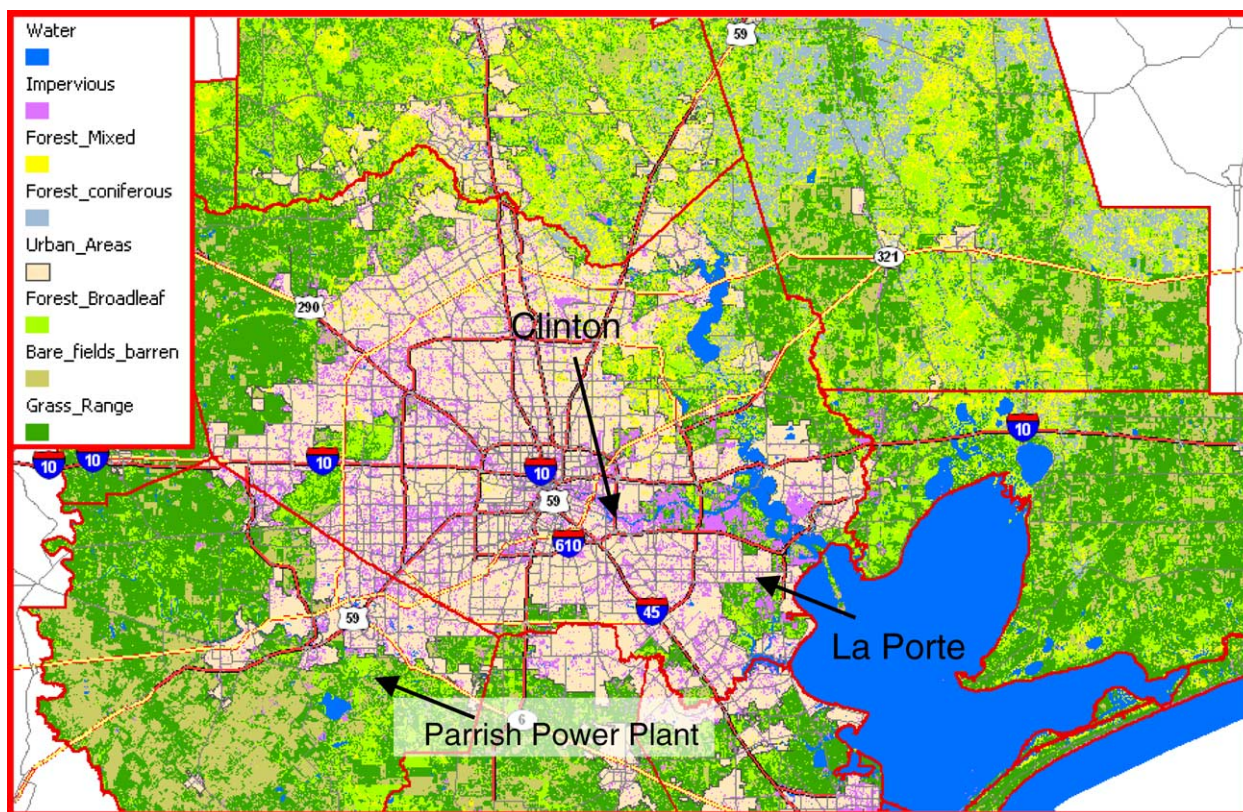 Water
Impervious
Forest_Mixed
Forest_coniferous
Urban_Areas
Forest_Broadleaf
Bare_fields_barren
Grass_Range
59
321
290
Clinton
10
10
10
10
10
59
610
45
59
La Porte
6
Parrish Power Plant